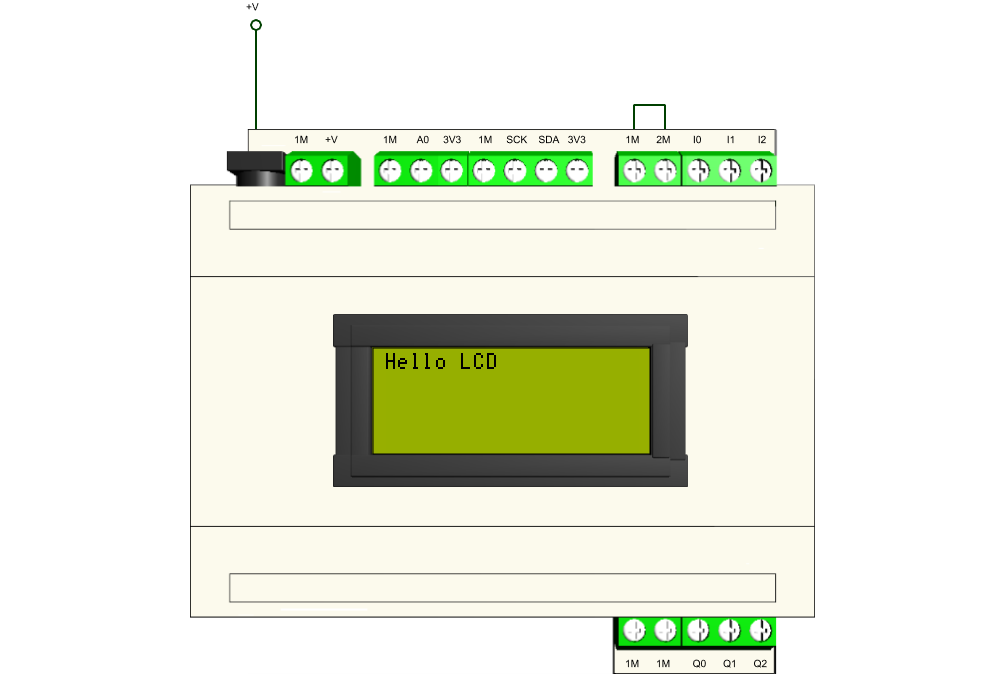 +V
1M +V 1M A0 3V3 1M SCK SDA 3V3 1M 2M I0 I1 I2
Hello LCD
1M 1M Q0 Q1 Q2